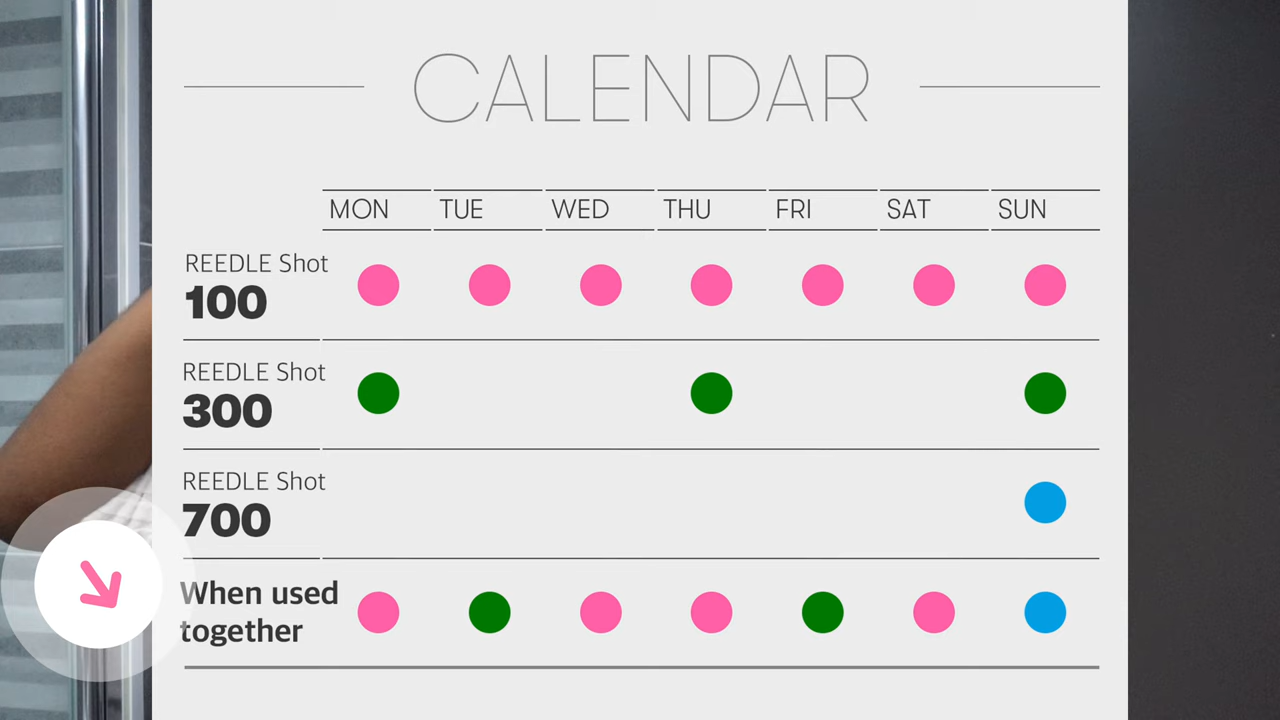 CALENDAR
MON TUE WED THU FRI SAT SUN
REEDLE Shot
100
REEDLE Shot
300
REEDLE Shot
700
When used
together